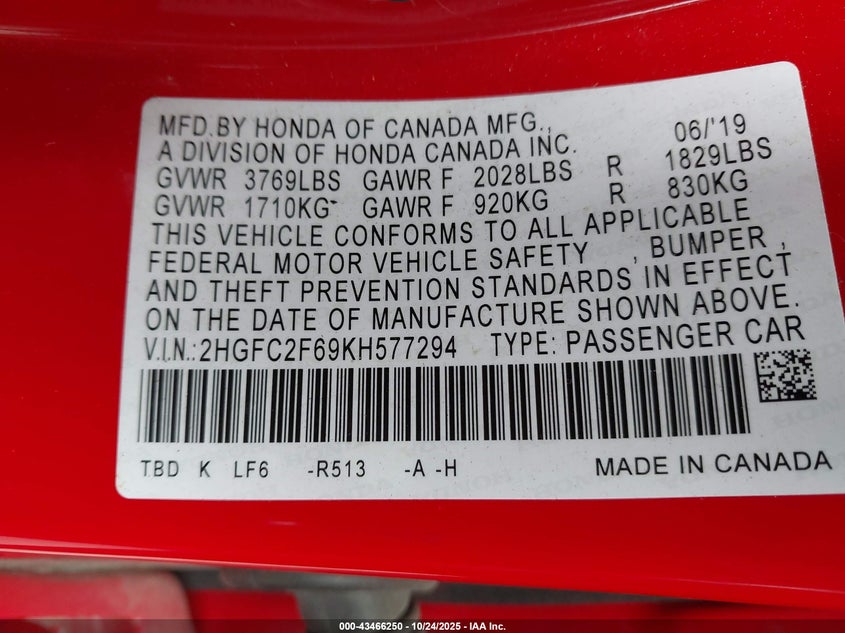 MFD.BY HONDA OF CANADA MFG., 06/'19
A DIVISION OF HONDA CANADA INC.
GVWR 3769LBS GAWR F 2028LBS R 1829LBS
GVWR 1710KG GAWR F 920KG R 830KG
THIS VEHICLE CONFORMS TO ALL APPLICABLE
FEDERAL MOTOR VEHICLE SAFETY , BUMPER ,
AND THEFT PREVENTION STANDARDS IN EFFECT
ON THE DATE OF MANUFACTURE SHOWN ABOVE.
V.I.N.:2HGFC2F69KH577294 TYPE: PASSENGER CAR
TBD K LF6 -R513 -A -H MADE IN CANADA
000-43466250 - 10/24/2025 - IAA Inc.